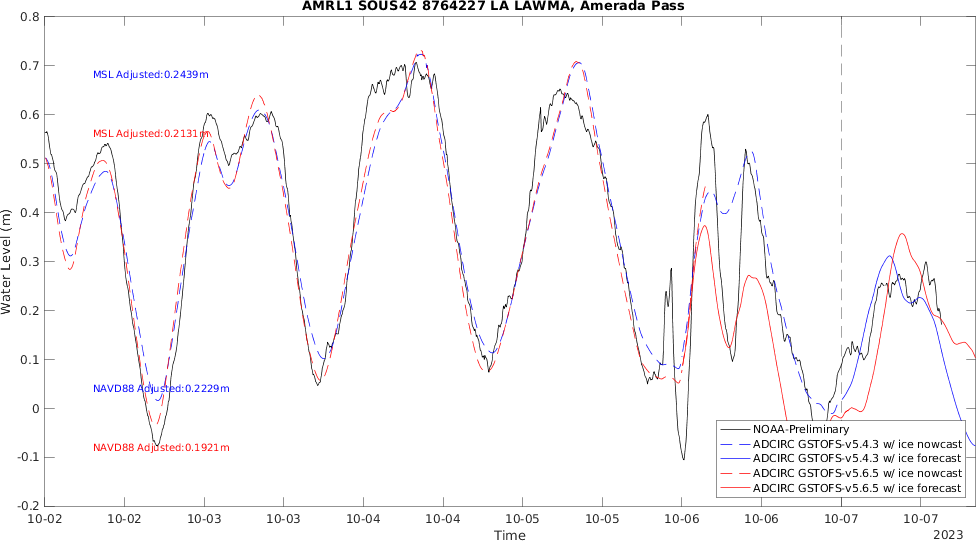 AMRL1 SOUS42 8764227 LA LAWMA, Amerada Pass
Water Level (m)
0.8
0.7
0.6
0.5
0.4
0.3
0.2
0.1
0
-0.1
-0.2
MSL Adjusted:0.2439m
MSL Adjusted:0.2131m
NAVD88 Adjusted:0.2229m
NAVD88 Adjusted:0.1921m
NOAA-Preliminary
ADCIRC GSTOFS-v5.4.3 w/ ice nowcast
ADCIRC GSTOFS-v5.4.3 w/ ice forecast
ADCIRC GSTOFS-v5.6.5 w/ ice nowcast
ADCIRC GSTOFS-v5.6.5 w/ ice forecast
10-02 10-02 10-03 10-03 10-04 10-04 10-05 10-05 10-06 10-06 10-07 10-07
Time
2023